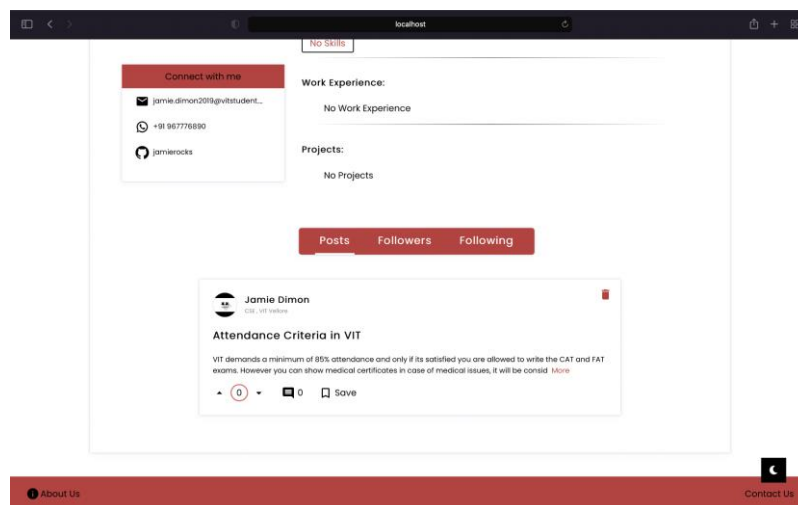 localhost
No Skills
Connect with me
jamie.dimon2019@vitstudent...
+91 967776890
jamierocks
Work Experience:
No Work Experience
Projects:
No Projects
Posts Followers Following
Jamie Dimon
CSE , VIT Vellore
Attendance Criteria in VIT
VIT demands a minimum of 85% attendance and only if its satisfied you are allowed to write the CAT and FAT
exams. However you can show medical certificates in case of medical issues, it will be consid More
0 0 Save
About Us
Contact Us